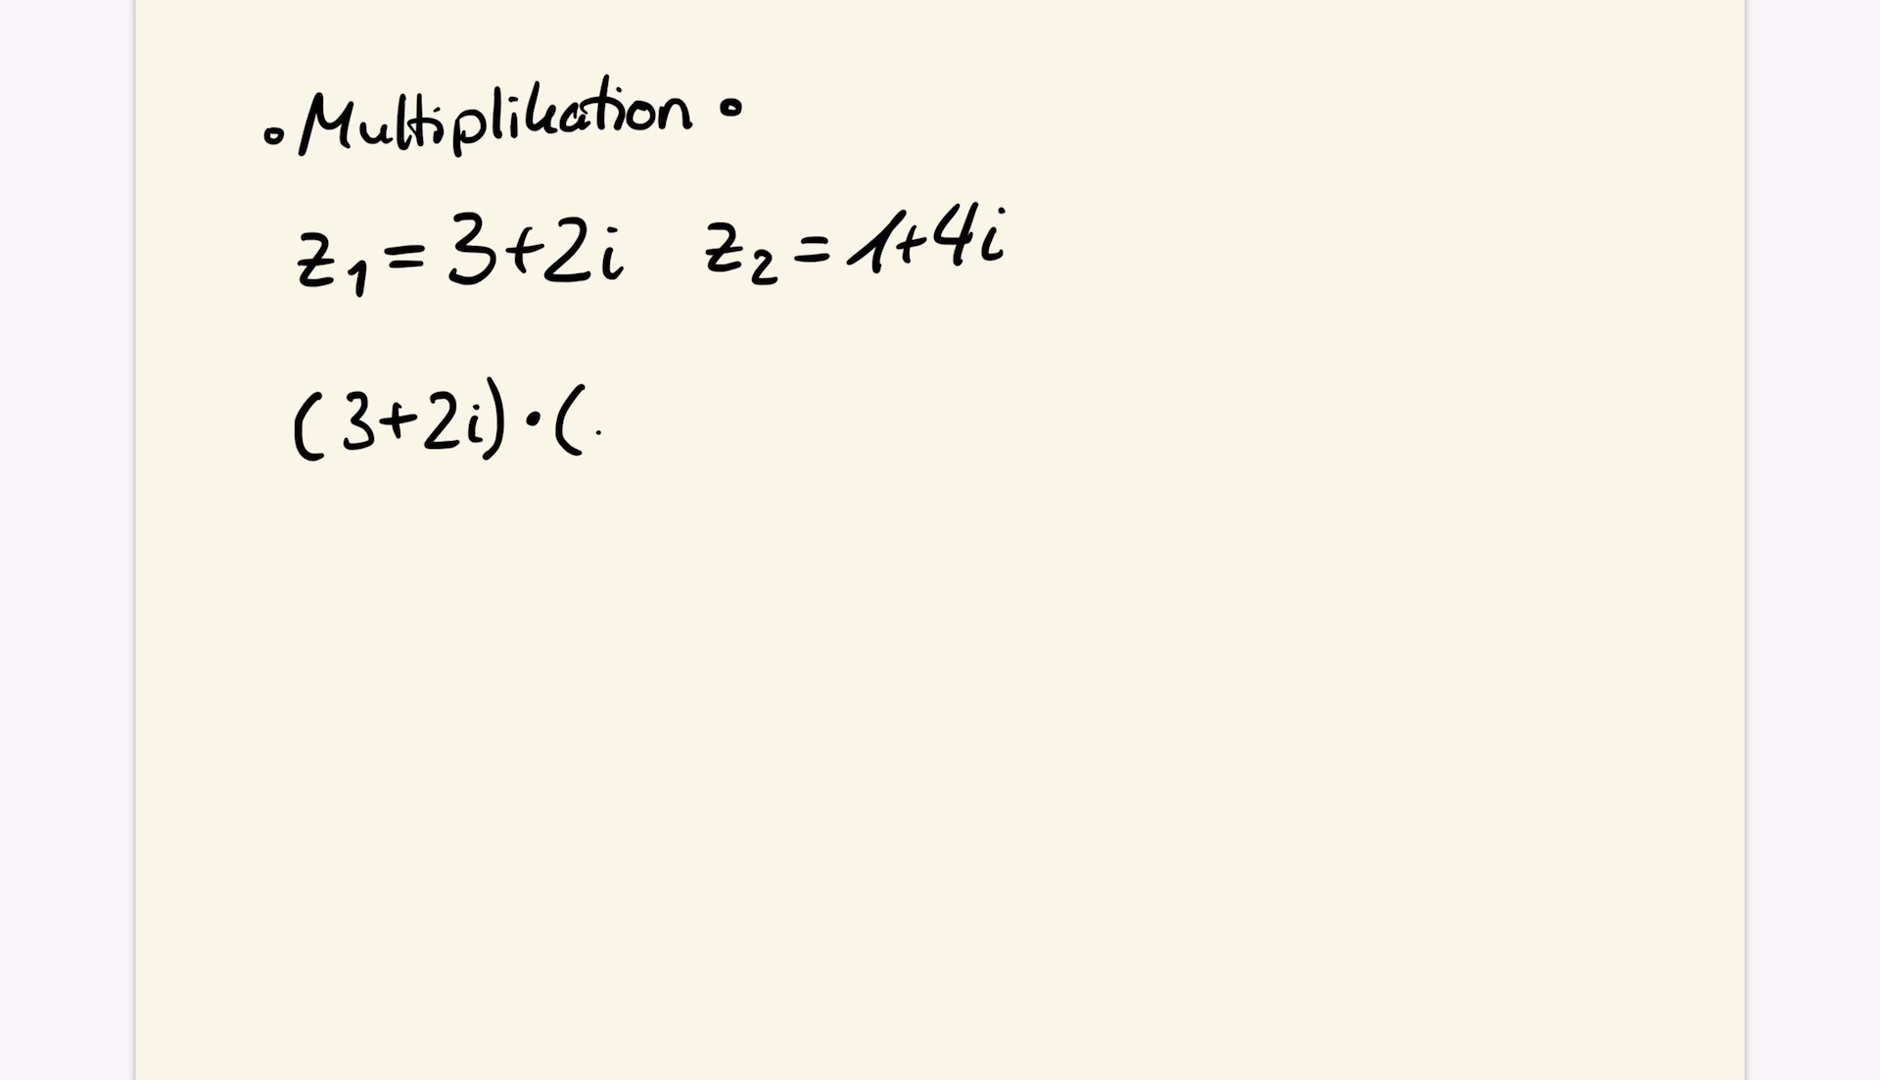 • Multiplikation •
z₁ = 3+2i   z₂ = 1+4i
(3+2i)·(